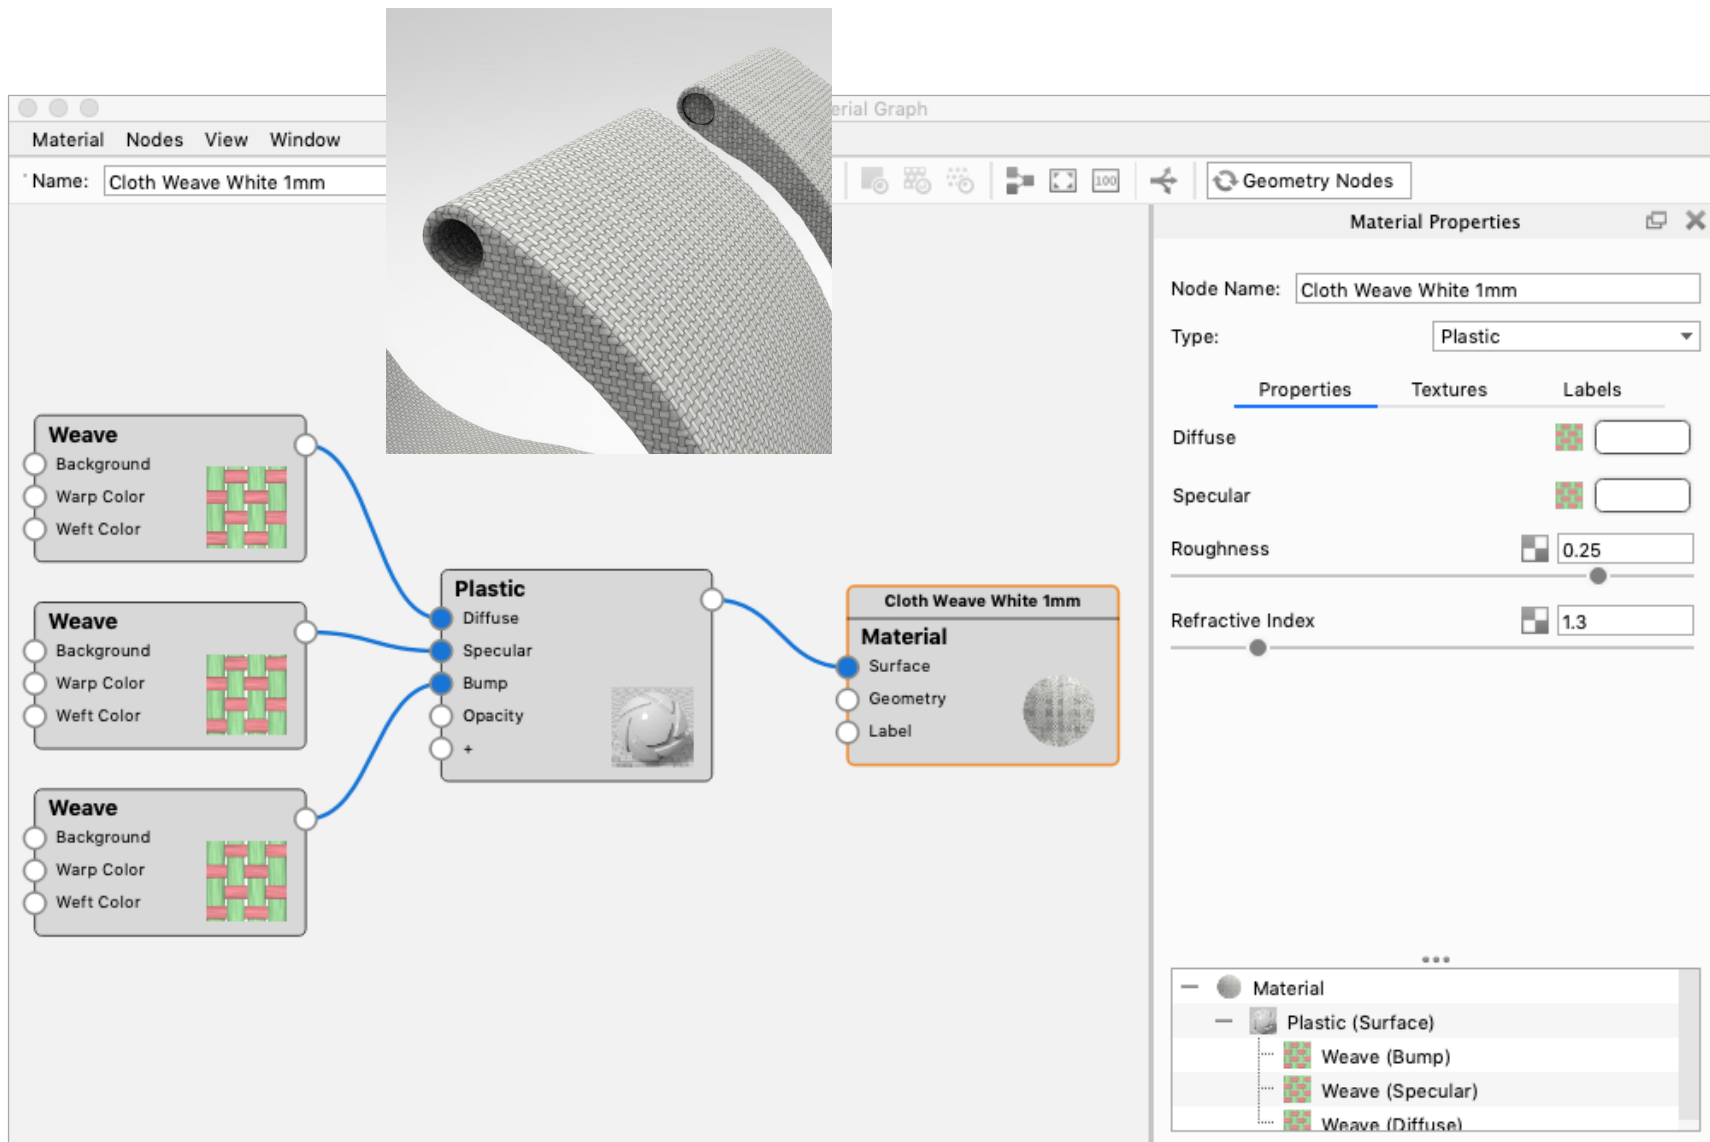 erial Graph
Material Nodes View Window
Name: Cloth Weave White 1mm
100
Geometry Nodes
Material Properties
Node Name: Cloth Weave White 1mm
Type: Plastic
Properties Textures Labels
Diffuse
Specular
Roughness 0.25
Refractive Index 1.3
Weave
Background
Warp Color
Weft Color
Weave
Background
Warp Color
Weft Color
Weave
Background
Warp Color
Weft Color
Plastic
Diffuse
Specular
Bump
Opacity
+
Cloth Weave White 1mm
Material
Surface
Geometry
Label
Material
Plastic (Surface)
Weave (Bump)
Weave (Specular)
Weave (Diffuse)